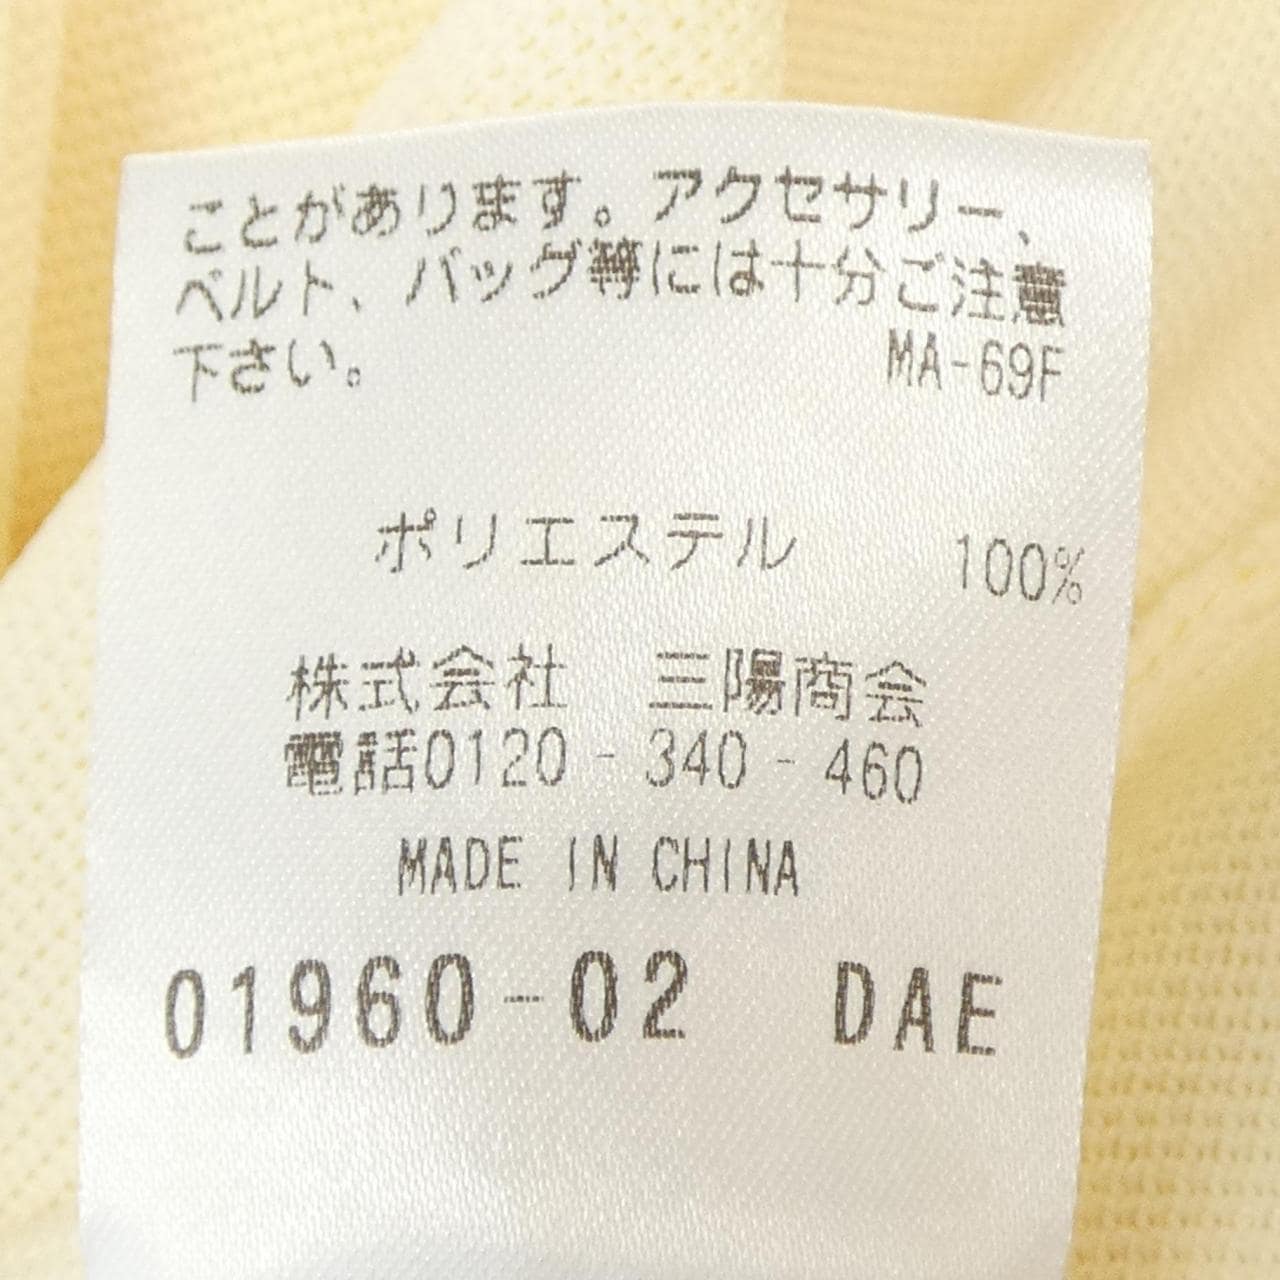 ことがあります。アクセサリー、
ベルト、バッグ等には十分ご注意
下さい。 MA-69F
ポリエステル 100%
株式会社 三陽商会
電話0120-340-460
MADE IN CHINA
01960-02 DAE